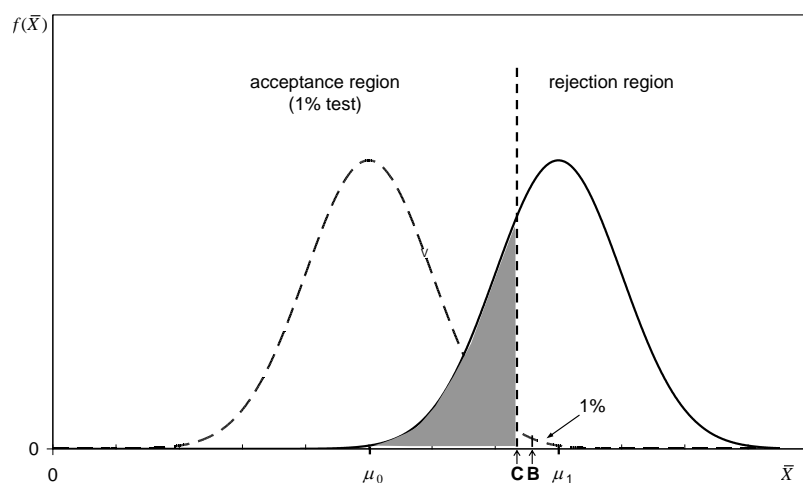 f(X̄)
acceptance region
(1% test)
rejection region
1%
0
0
μ₀
C
B
μ₁
X̄